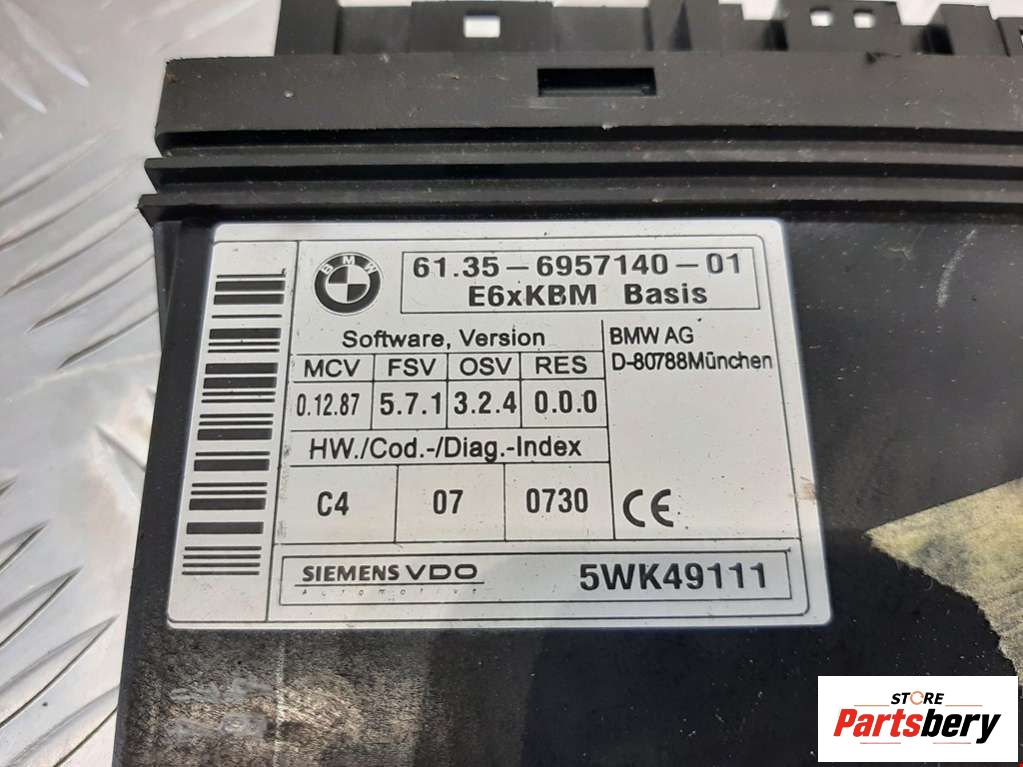 BMW
61.35-6957140-01
E6xKBM Basis
Software, Version
MCV FSV OSV RES
0.12.87 5.7.1 3.2.4 0.0.0
HW./Cod.-/Diag.-Index
C4 07 0730
BMW AG
D-80788München
CE
SIEMENS VDO
Automotive
5WK49111
STORE
Partsbery